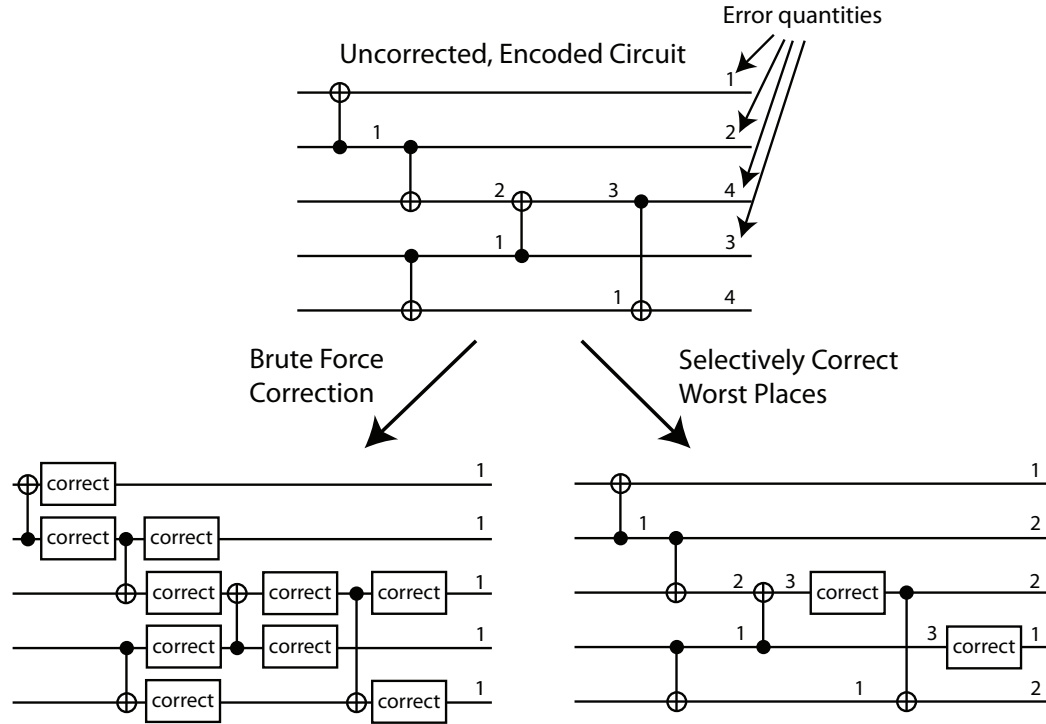 Error quantities
Uncorrected, Encoded Circuit
1
1
2
2
3
4
1
3
1
4
Brute Force
Correction
Selectively Correct
Worst Places
correct
1
correct
correct
1
correct
correct
correct
1
correct
correct
1
correct
correct
1
1
1
2
2
3
correct
2
1
3
correct
1
1
2